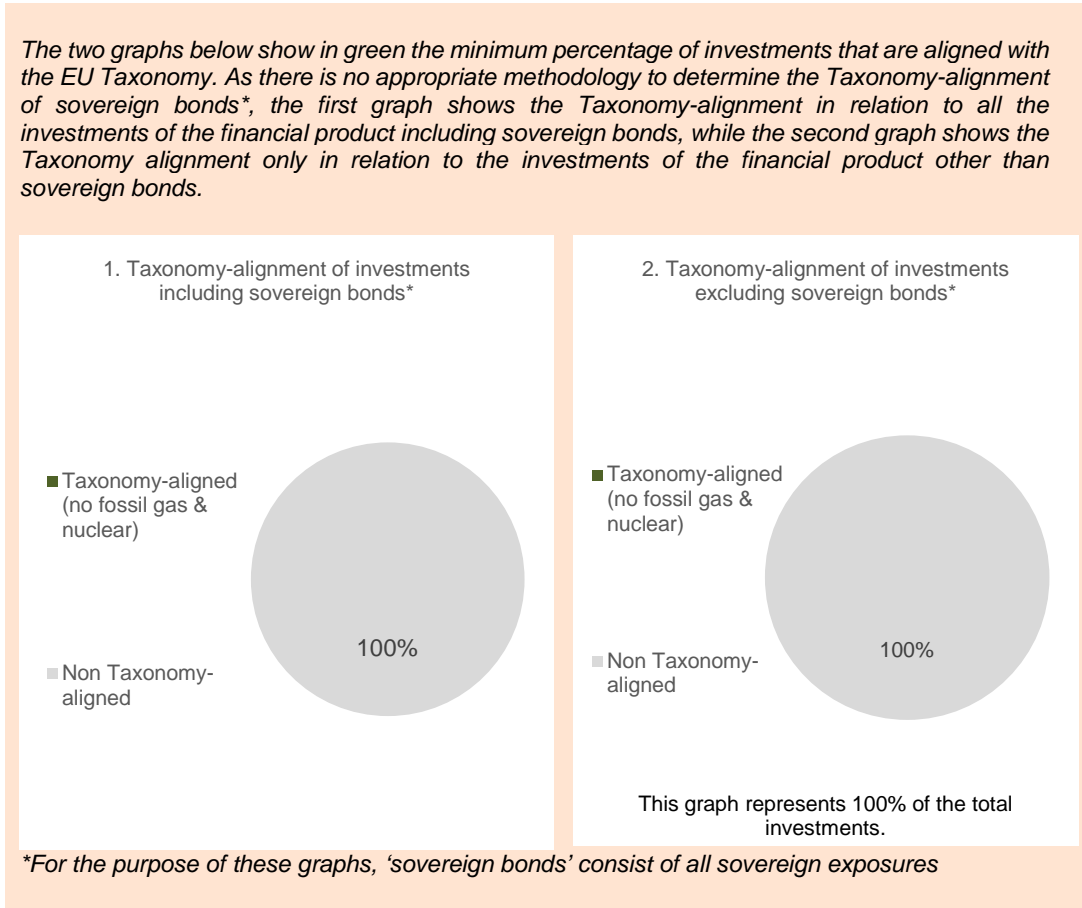 The two graphs below show in green the minimum percentage of investments that are aligned with
the EU Taxonomy. As there is no appropriate methodology to determine the Taxonomy-alignment
of sovereign bonds*, the first graph shows the Taxonomy-alignment in relation to all the
investments of the financial product including sovereign bonds, while the second graph shows the
Taxonomy alignment only in relation to the investments of the financial product other than
sovereign bonds.
1. Taxonomy-alignment of investments
including sovereign bonds*
Taxonomy-aligned
(no fossil gas &
nuclear)
Non Taxonomy-
aligned
100%
2. Taxonomy-alignment of investments
excluding sovereign bonds*
Taxonomy-aligned
(no fossil gas &
nuclear)
Non Taxonomy-
aligned
100%
This graph represents 100% of the total
investments.
*For the purpose of these graphs, ‘sovereign bonds’ consist of all sovereign exposures